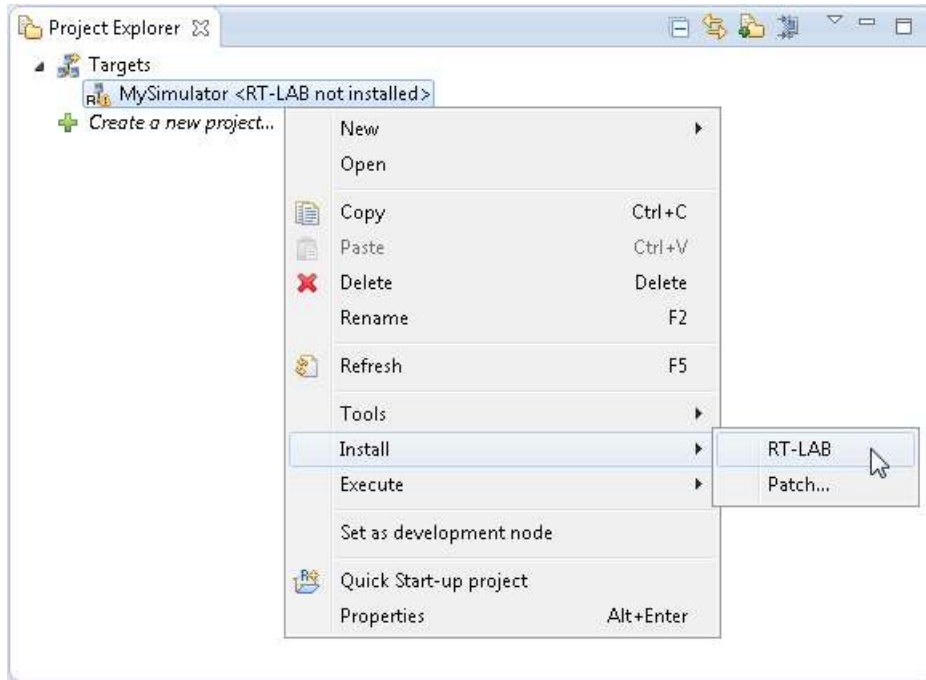 Project Explorer
Targets
MySimulator <RT-LAB not installed>
Create a new project...
New
Open
Copy Ctrl+C
Paste Ctrl+V
Delete Delete
Rename F2
Refresh F5
Tools
Install
RT-LAB
Execute
Patch...
Set as development node
Quick Start-up project
Properties Alt+Enter